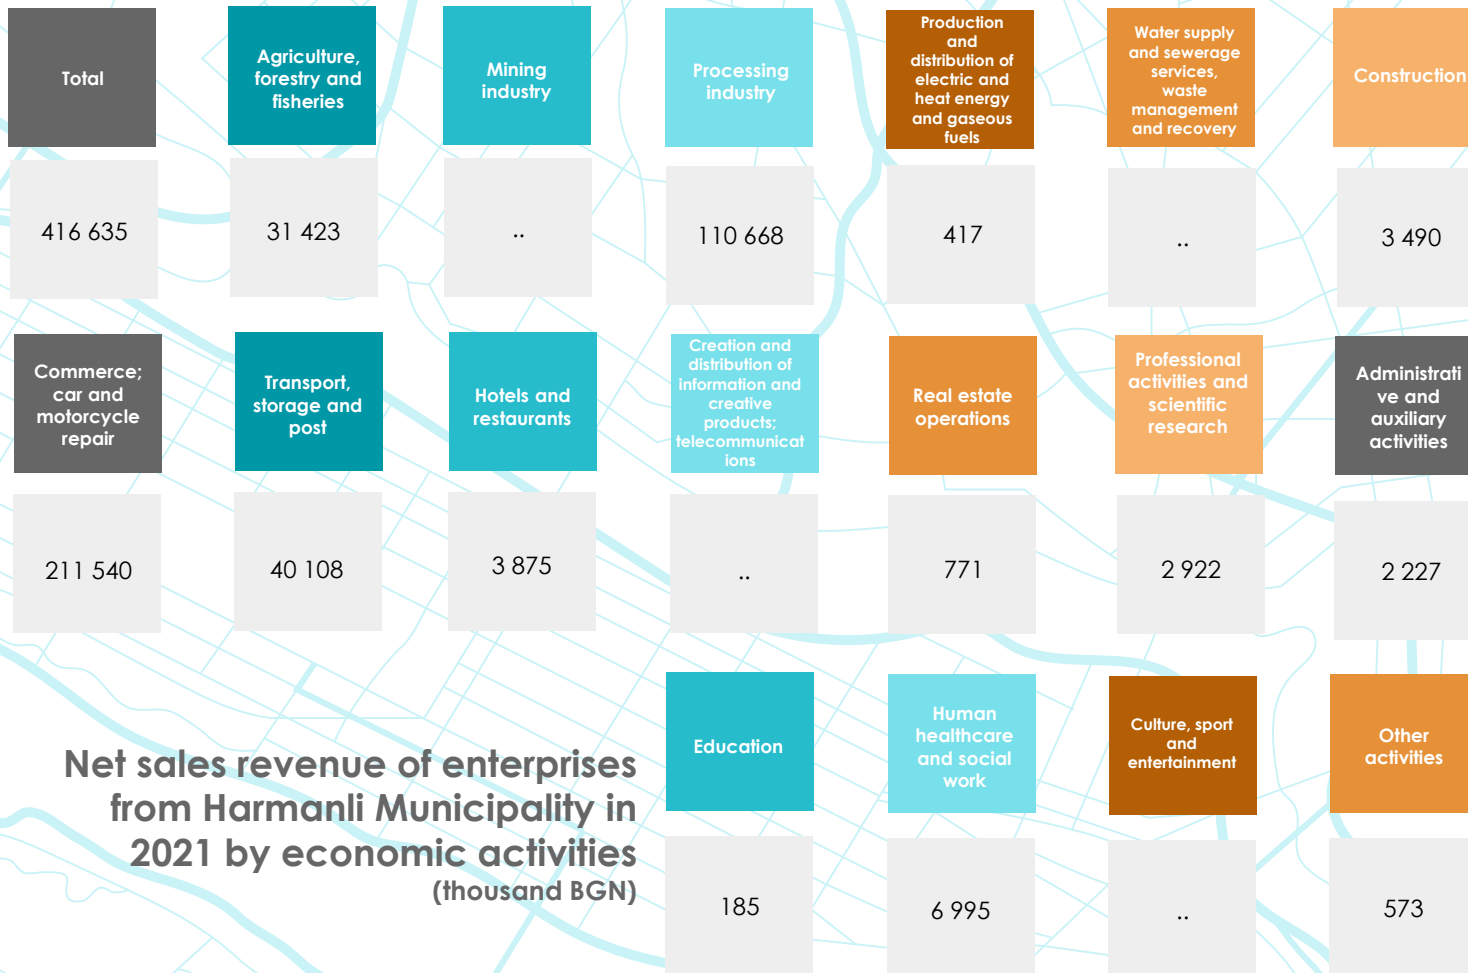 Total
Agriculture,
forestry and
fisheries
Mining
industry
Processing
industry
Production
and
distribution of
electric and
heat energy
and gaseous
fuels
Water supply
and sewerage
services,
waste
management
and recovery
Construction
416 635
31 423
..
110 668
417
..
3 490
Commerce;
car and
motorcycle
repair
Transport,
storage and
post
Hotels and
restaurants
Creation and
distribution of
information and
creative
products;
telecommunicat
ions
Real estate
operations
Professional
activities and
scientific
research
Administrati
ve and
auxiliary
activities
211 540
40 108
3 875
..
771
2 922
2 227
Net sales revenue of enterprises
from Harmanli Municipality in
2021 by economic activities
(thousand BGN)
Education
Human
healthcare
and social
work
Culture, sport
and
entertainment
Other
activities
185
6 995
..
573